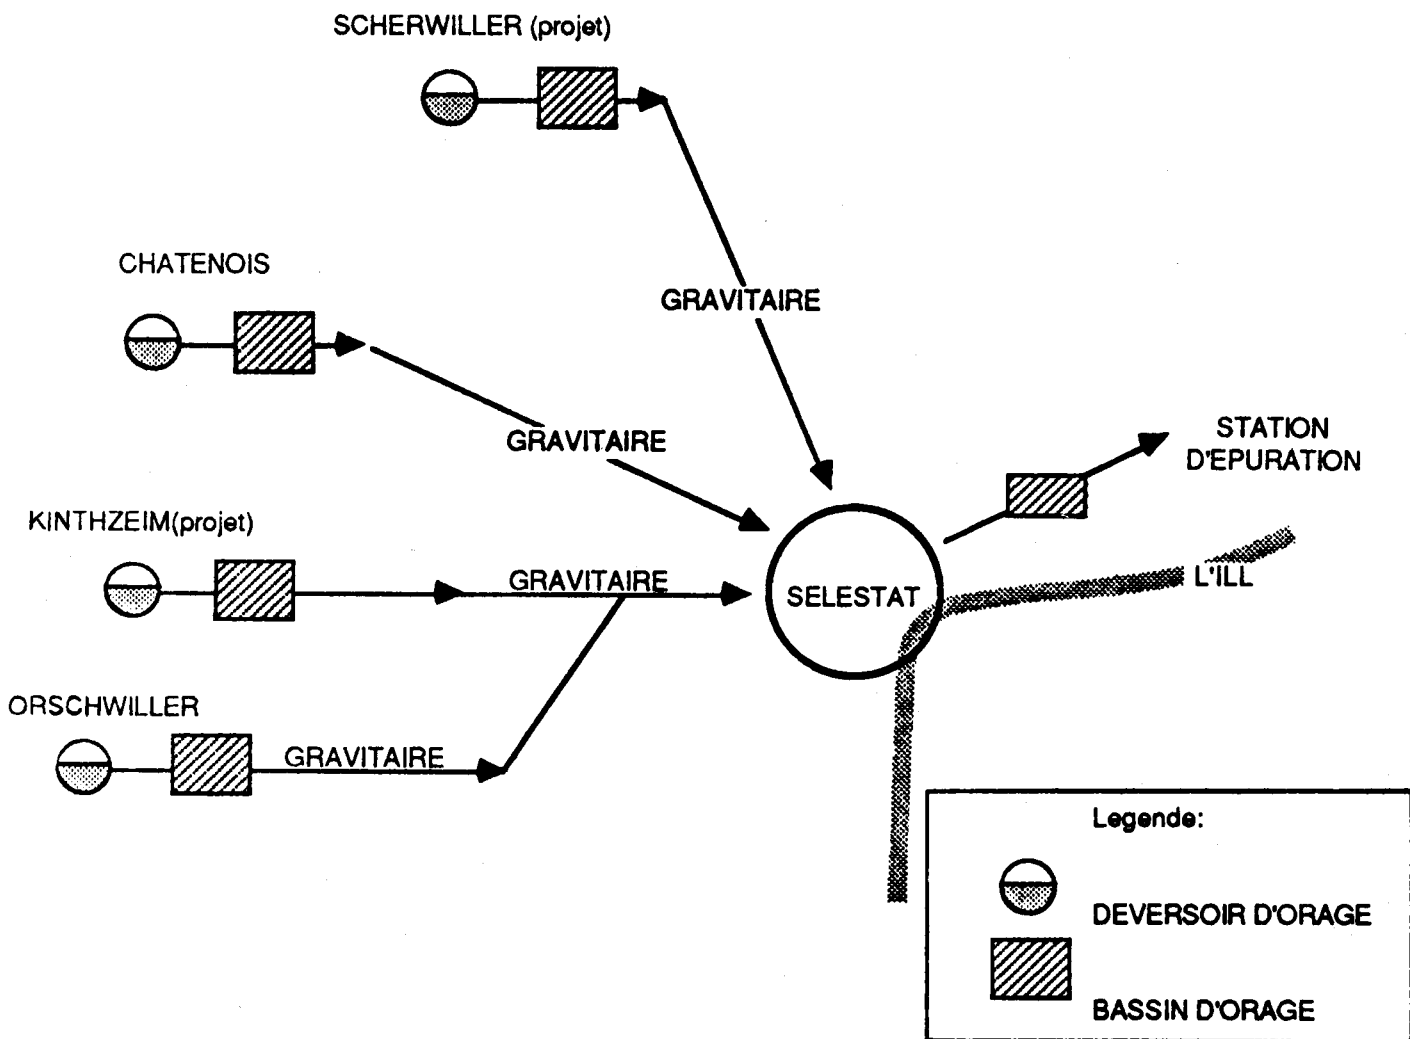 SCHERWILLER (projet)
CHATENOIS
GRAVITAIRE
GRAVITAIRE
STATION
D'EPURATION
KINTHZEIM(projet)
GRAVITAIRE
SELESTAT
L'ILL
ORSCHWILLER
GRAVITAIRE
Legende:
DEVERSOIR D'ORAGE
BASSIN D'ORAGE